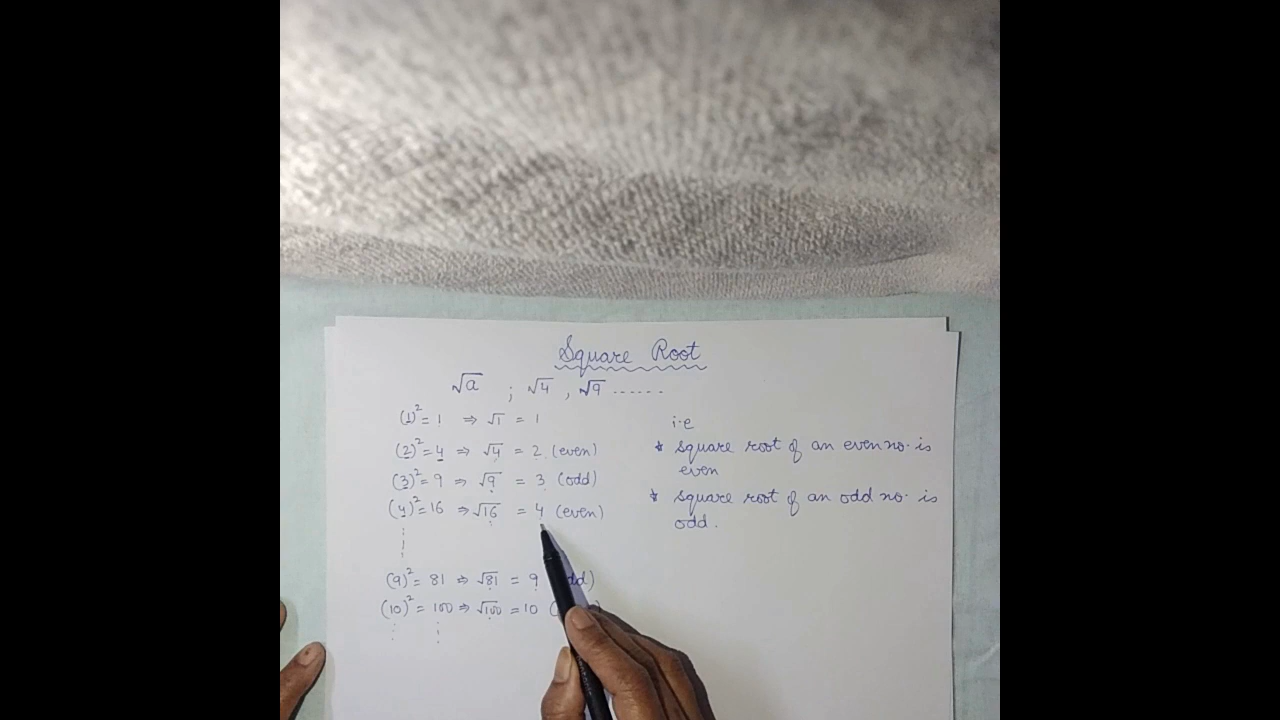 Square Root
√a ; √4 , √9 ......
(1)² = 1 ⇒ √1 = 1
(2)² = 4 ⇒ √4 = 2 (even)
(3)² = 9 ⇒ √9 = 3 (odd)
(4)² = 16 ⇒ √16 = 4 (even)
(9)² = 81 ⇒ √81 = 9
(10)² = 100 ⇒ √100 = 10
i.e
* Square root of an even no. is
even
* Square root of an odd no. is
odd.